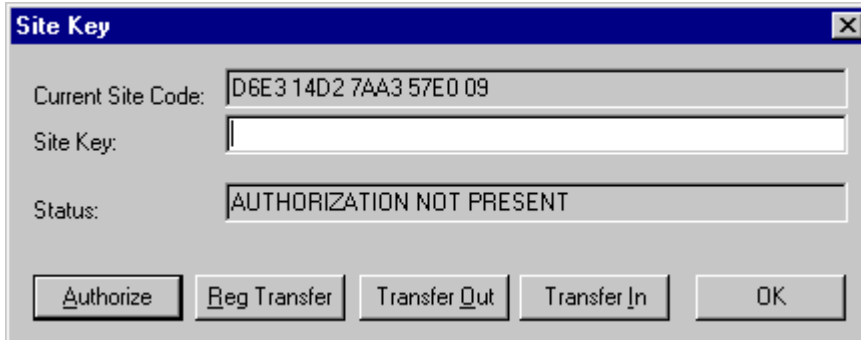 Site Key
Current Site Code: D6E3 14D2 7AA3 57E0 09
Site Key:
Status: AUTHORIZATION NOT PRESENT
Authorize Reg Transfer Transfer Out Transfer In OK